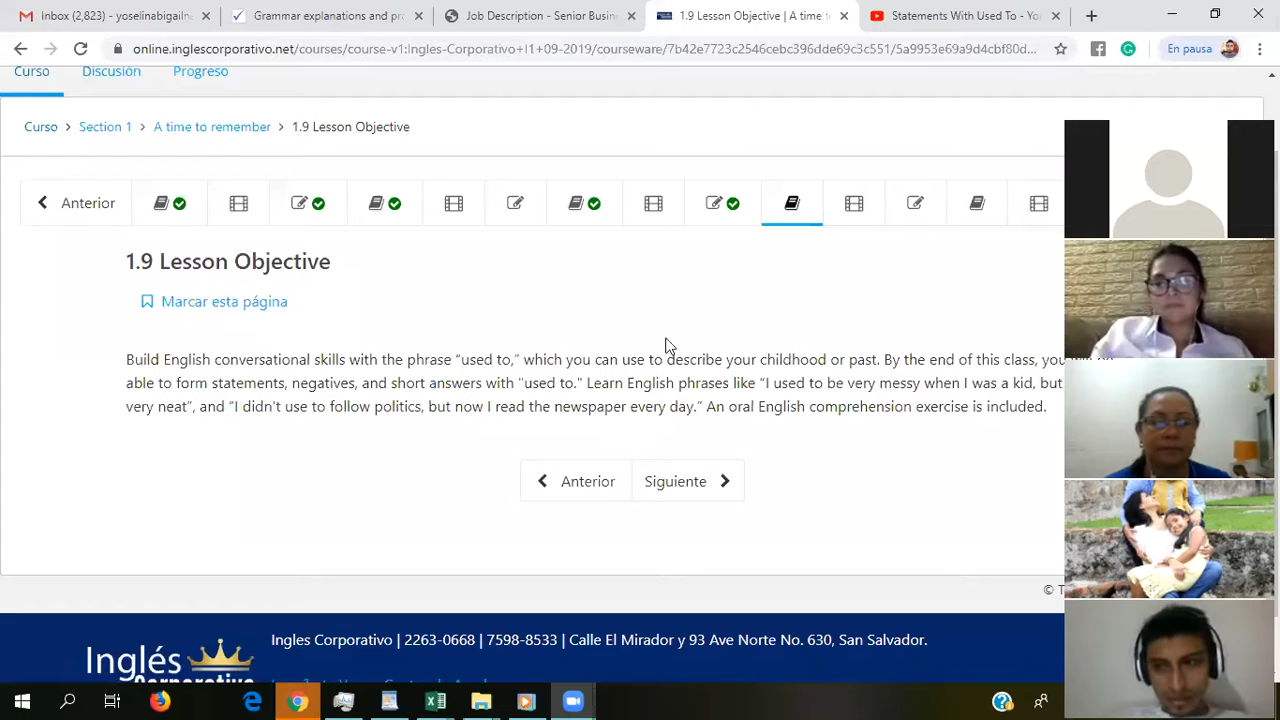 Inbox (2,823) - yoselinabigailn
Grammar explanations and pr
Job Description - Senior Busin
1.9 Lesson Objective | A time t
Statements With Used To - Yo
online.inglescorporativo.net/courses/course-v1:Ingles-Corporativo+I1+09-2019/courseware/7b42e7723c2546cebc396dde69c3c551/5a9953e69a9d4cbf80d...
En pausa
Curso
Discusión
Progreso
Curso > Section 1 > A time to remember > 1.9 Lesson Objective
Anterior
1.9 Lesson Objective
Marcar esta página
Build English conversational skills with the phrase “used to,” which you can use to describe your childhood or past. By the end of this class, you
able to form statements, negatives, and short answers with "used to." Learn English phrases like “I used to be very messy when I was a kid, but
very neat”, and “I didn't use to follow politics, but now I read the newspaper every day.” An oral English comprehension exercise is included.
Anterior
Siguiente
©
Ingles Corporativo | 2263-0668 | 7598-8533 | Calle El Mirador y 93 Ave Norte No. 630, San Salvador.
Inglés
Corporativo